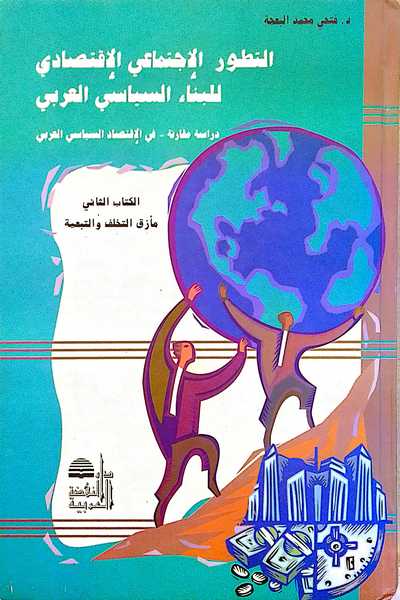 د. فتحي محمد البعجة
التطور الإجتماعي الإقتصادي
للبناء السياسي العربي
دراسة مقارنة - في الإقتصاد السياسي العربي
الكتاب الثاني
مأزق التخلف والتبعية
دار
النهضة
العربية